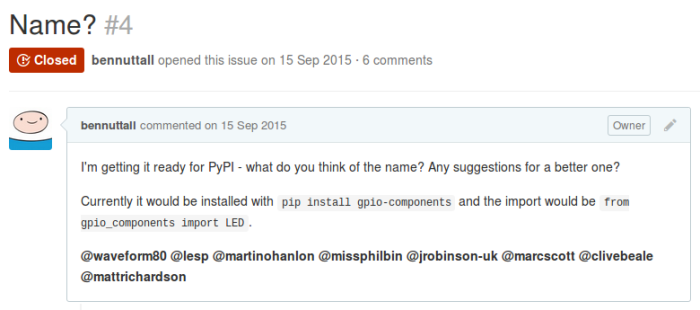 Name? #4
Closed bennuttall opened this issue on 15 Sep 2015 · 6 comments
bennuttall commented on 15 Sep 2015 Owner
I'm getting it ready for PyPI - what do you think of the name? Any suggestions for a better one?
Currently it would be installed with pip install gpio-components and the import would be from
gpio_components import LED .
@waveform80 @lesp @martinohanlon @missphilbin @jrobinson-uk @marcscott @clivebeale
@mattrichardson